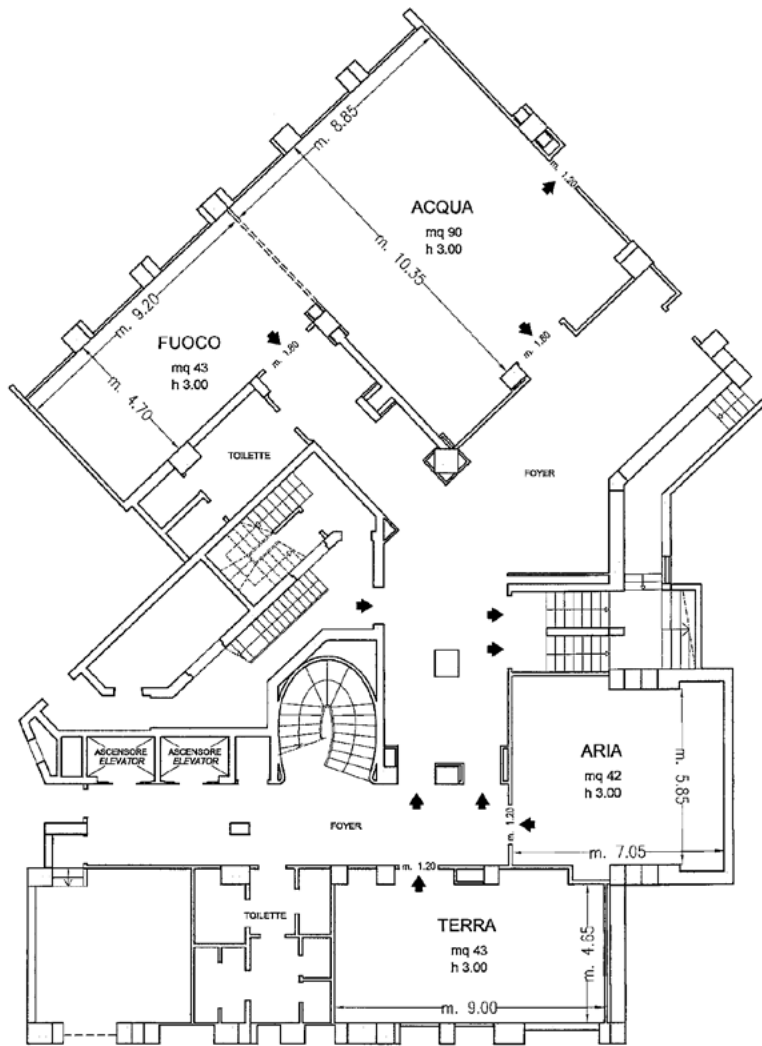 m. 8.85
m. 1.20
ACQUA
mq 90
h 3.00
m. 10.35
m. 9.20
FUOCO
mq 43
h 3.00
m. 1.80
m. 1.80
m. 4.70
TOILETTE
FOYER
ASCENSORE
ELEVATOR
ASCENSORE
ELEVATOR
ARIA
mq 42
h 3.00
m. 5.85
m. 1.20
m. 7.05
FOYER
m. 1.20
TOILETTE
TERRA
mq 43
h 3.00
m. 4.65
m. 9.00